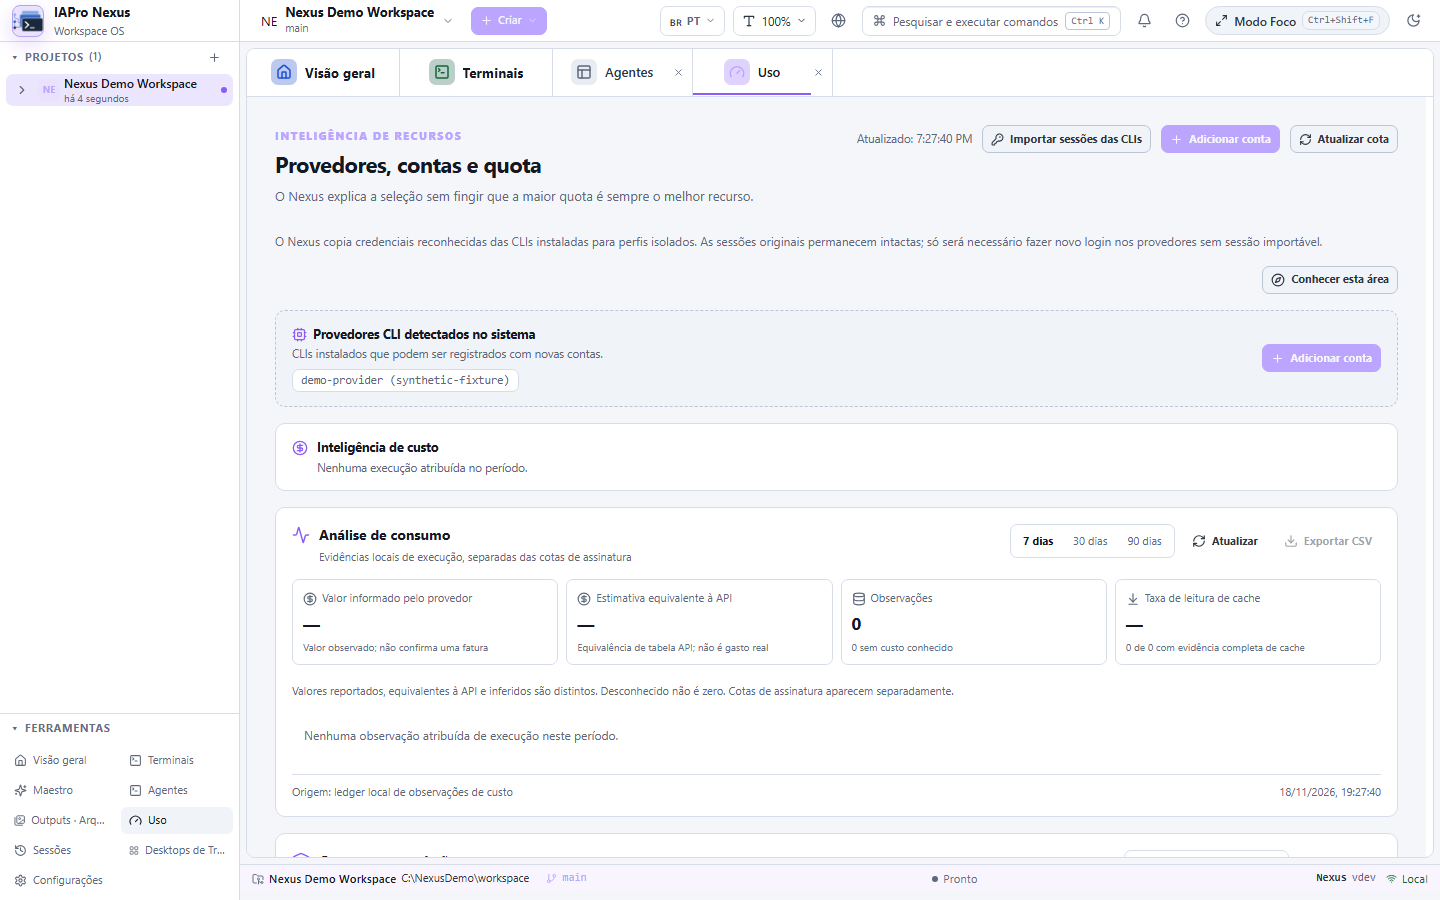 IAPro Nexus
Workspace OS
PROJETOS (1)
NE
Nexus Demo Workspace
há 4 segundos
NE
Nexus Demo Workspace
main
Criar
BR PT
100%
Pesquisar e executar comandos
Ctrl K
Modo Foco
Ctrl+Shift+F
Visão geral
Terminais
Agentes
Uso
INTELIGÊNCIA DE RECURSOS
Provedores, contas e quota
O Nexus explica a seleção sem fingir que a maior quota é sempre o melhor recurso.
Atualizado: 7:27:40 PM
Importar sessões das CLIs
Adicionar conta
Atualizar cota
O Nexus copia credenciais reconhecidas das CLIs instaladas para perfis isolados. As sessões originais permanecem intactas; só será necessário fazer novo login nos provedores sem sessão importável.
Conhecer esta área
Provedores CLI detectados no sistema
CLIs instalados que podem ser registrados com novas contas.
demo-provider (synthetic-fixture)
Adicionar conta
Inteligência de custo
Nenhuma execução atribuída no período.
Análise de consumo
Evidências locais de execução, separadas das cotas de assinatura
7 dias
30 dias
90 dias
Atualizar
Exportar CSV
Valor informado pelo provedor
—
Valor observado; não confirma uma fatura
Estimativa equivalente à API
—
Equivalência de tabela API; não é gasto real
Observações
0
0 sem custo conhecido
Taxa de leitura de cache
—
0 de 0 com evidência completa de cache
Valores reportados, equivalentes à API e inferidos são distintos. Desconhecido não é zero. Cotas de assinatura aparecem separadamente.
Nenhuma observação atribuída de execução neste período.
Origem: ledger local de observações de custo
18/11/2026, 19:27:40
FERRAMENTAS
Visão geral
Terminais
Maestro
Agentes
Outputs · Arq...
Uso
Sessões
Desktops de Tr...
Configurações
Nexus Demo Workspace
C:\NexusDemo\workspace
main
Pronto
Nexus vdev
Local